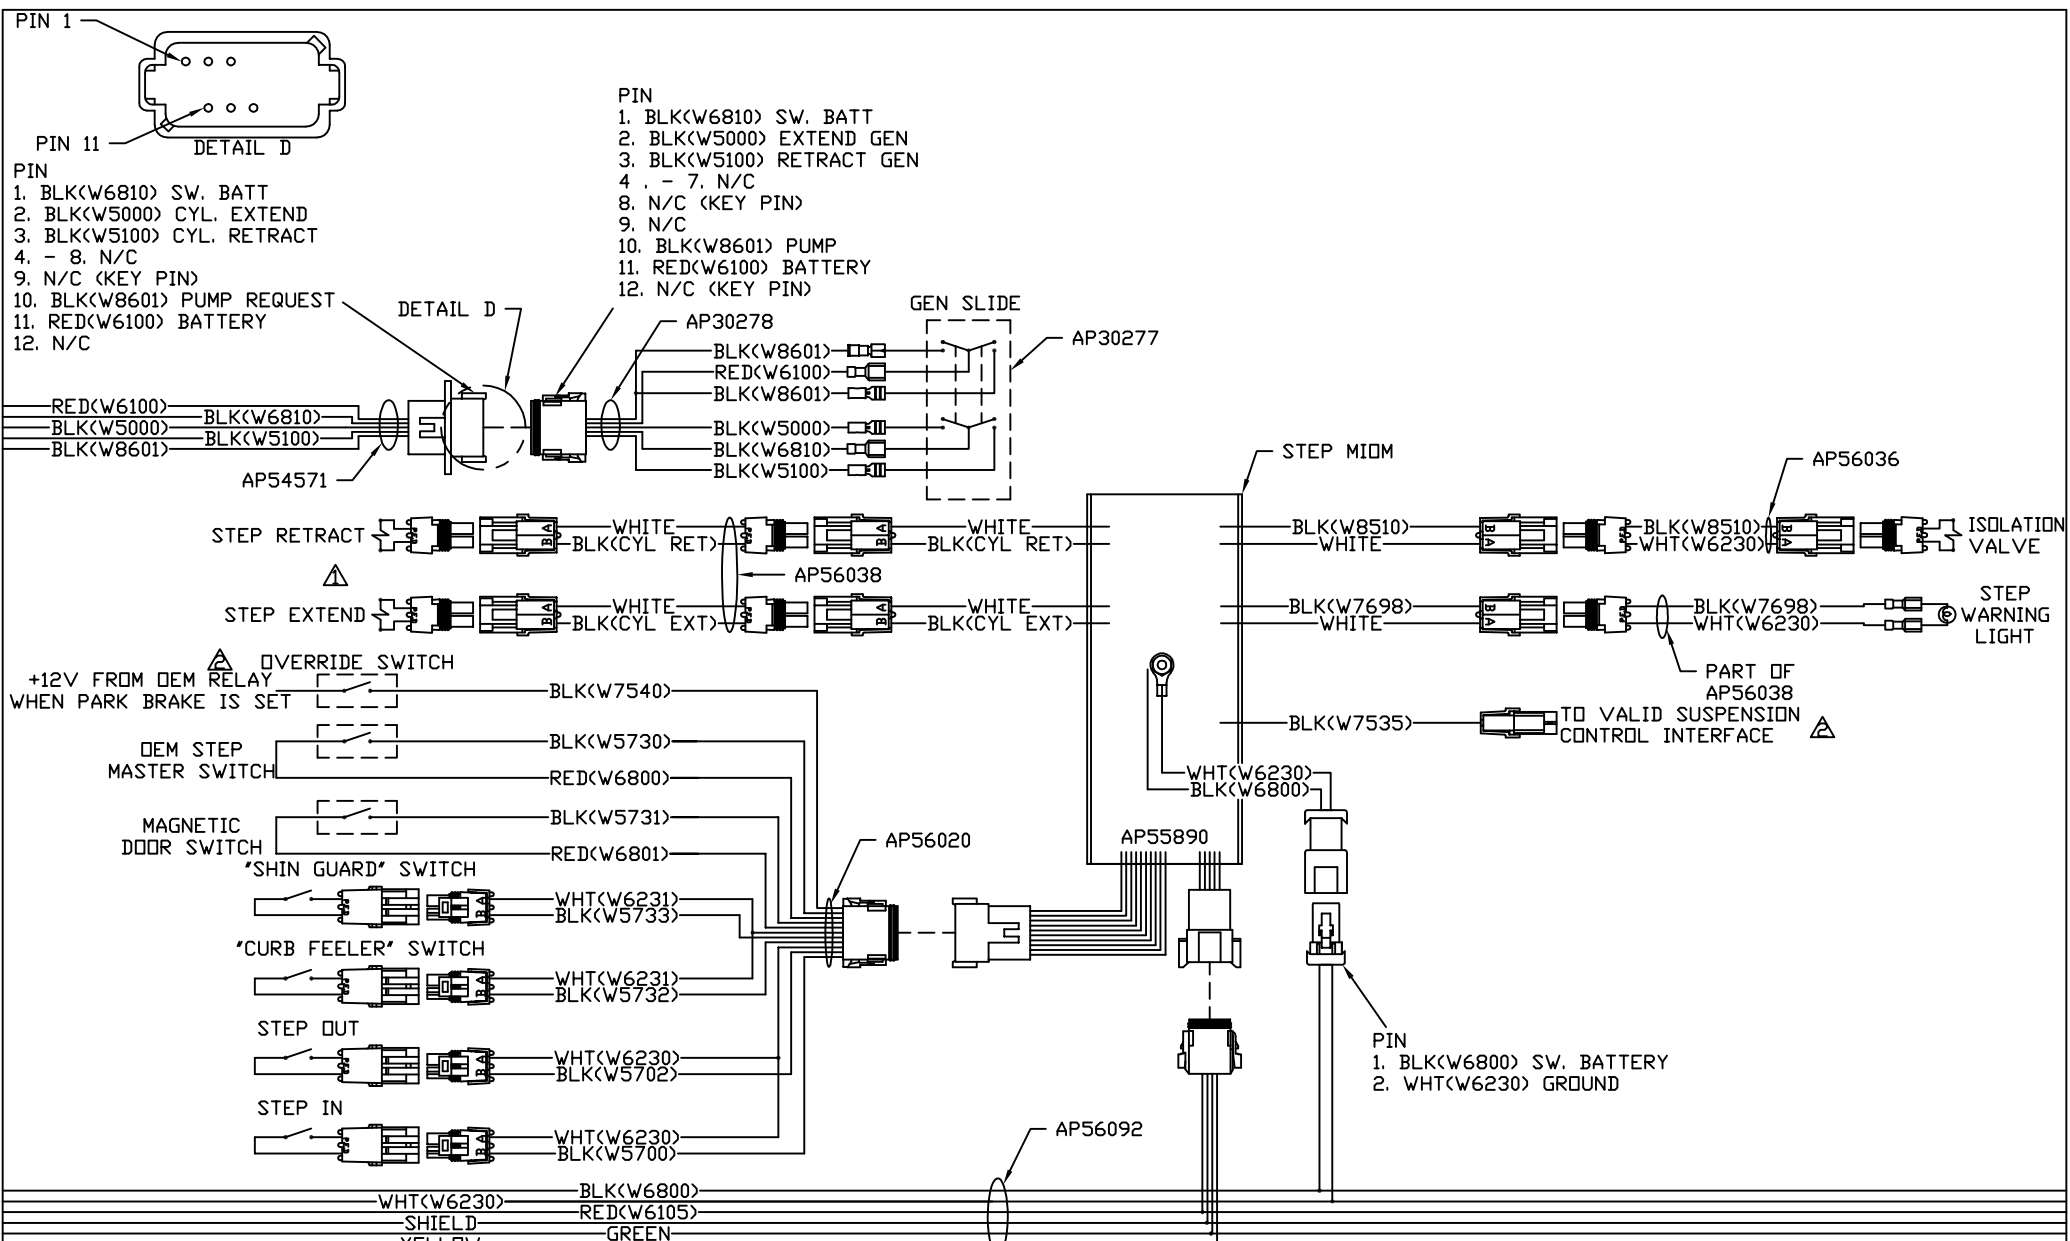 PIN 1
PIN 11
DETAIL D
PIN
1. BLK(W6810) SW. BATT
2. BLK(W5000) CYL. EXTEND
3. BLK(W5100) CYL. RETRACT
4. - 8. N/C
9. N/C (KEY PIN)
10. BLK(W8601) PUMP REQUEST
11. RED(W6100) BATTERY
12. N/C
PIN
1. BLK(W6810) SW. BATT
2. BLK(W5000) EXTEND GEN
3. BLK(W5100) RETRACT GEN
4 . - 7. N/C
8. N/C (KEY PIN)
9. N/C
10. BLK(W8601) PUMP
11. RED(W6100) BATTERY
12. N/C (KEY PIN)
DETAIL D
AP30278
GEN SLIDE
AP30277
BLK(W8601)
RED(W6100)
BLK(W8601)
BLK(W5000)
BLK(W6810)
BLK(W5100)
RED(W6100)
BLK(W6810)
BLK(W5000)
BLK(W5100)
BLK(W8601)
AP54571
STEP MIOM
AP56036
STEP RETRACT
A
B
WHITE
BLK(CYL RET)
A
B
WHITE
BLK(CYL RET)
BLK(W8510)
WHITE
B
A
BLK(W8510)
WHT(W6230)
B
A
ISOLATION
VALVE
1
AP56038
STEP EXTEND
A
B
WHITE
BLK(CYL EXT)
A
B
WHITE
BLK(CYL EXT)
BLK(W7698)
WHITE
B
A
BLK(W7698)
WHT(W6230)
STEP
WARNING
LIGHT
PART OF
AP56038
2
OVERRIDE SWITCH
+12V FROM OEM RELAY
WHEN PARK BRAKE IS SET
BLK(W7540)
BLK(W7535)
TO VALID SUSPENSION
CONTROL INTERFACE
2
OEM STEP
MASTER SWITCH
BLK(W5730)
RED(W6800)
WHT(W6230)
BLK(W6800)
MAGNETIC
DOOR SWITCH
BLK(W5731)
RED(W6801)
AP56020
AP55890
"SHIN GUARD" SWITCH
A
B
WHT(W6231)
BLK(W5733)
"CURB FEELER" SWITCH
A
B
WHT(W6231)
BLK(W5732)
STEP OUT
A
B
WHT(W6230)
BLK(W5702)
STEP IN
A
B
WHT(W6230)
BLK(W5700)
PIN
1. BLK(W6800) SW. BATTERY
2. WHT(W6230) GROUND
AP56092
BLK(W6800)
WHT(W6230)
RED(W6105)
SHIELD
GREEN
YELLOW